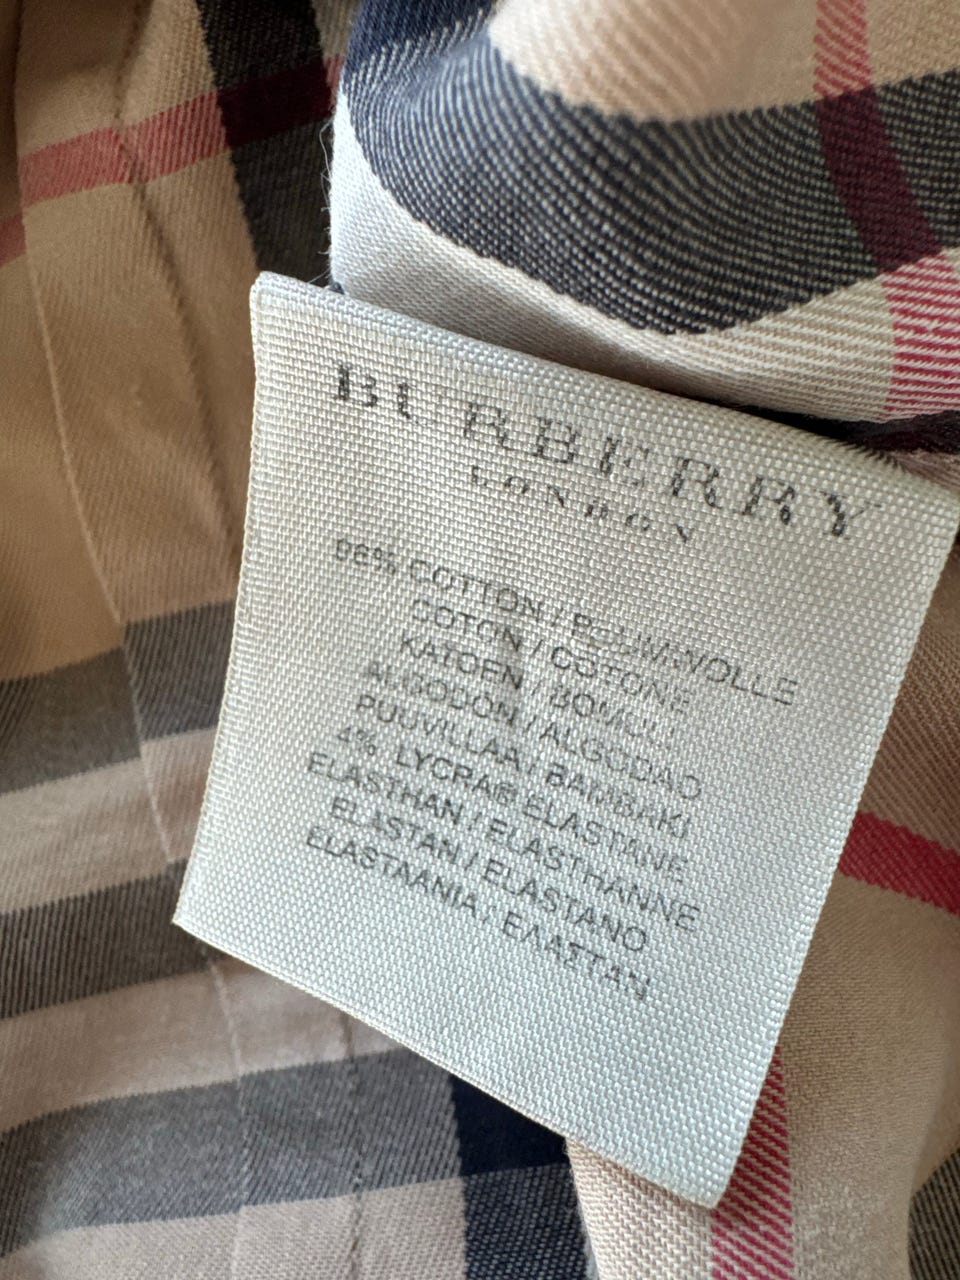 BURBERRY
LONDON
96% COTTON / BAUMWOLLE
COTON / COTONE
KATOEN / BOMULL
ALGODON / ALGODAO
PUUVILLAA / BAMBAKI
4% LYCRA® ELASTANE
ELASTHAN / ELASTHANNE
ELASTAN / ELASTANO
ELASTAANIA / ΕΛΑΣΤΑΝ